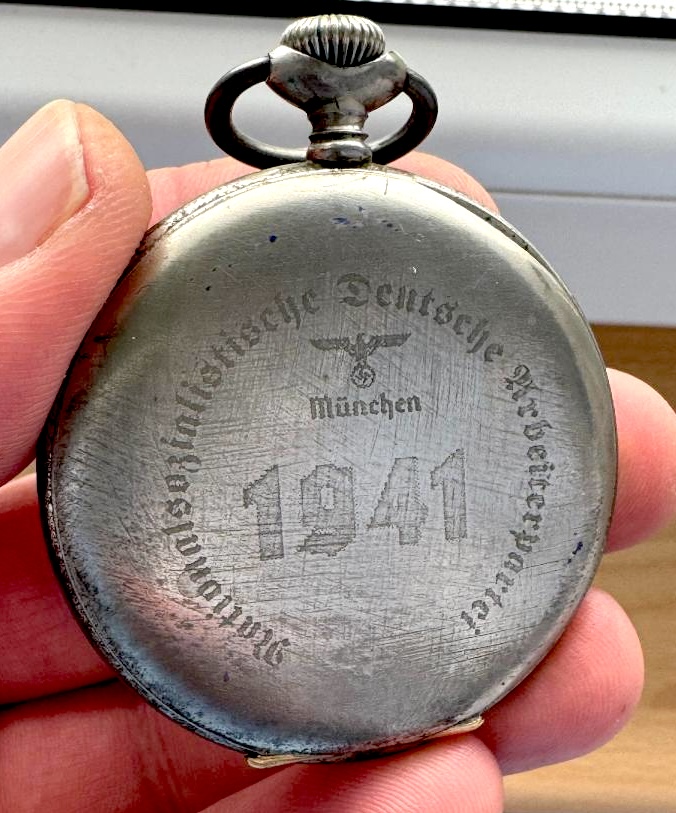 Nationalsozialistische Deutsche Arbeiterpartei
München
1941